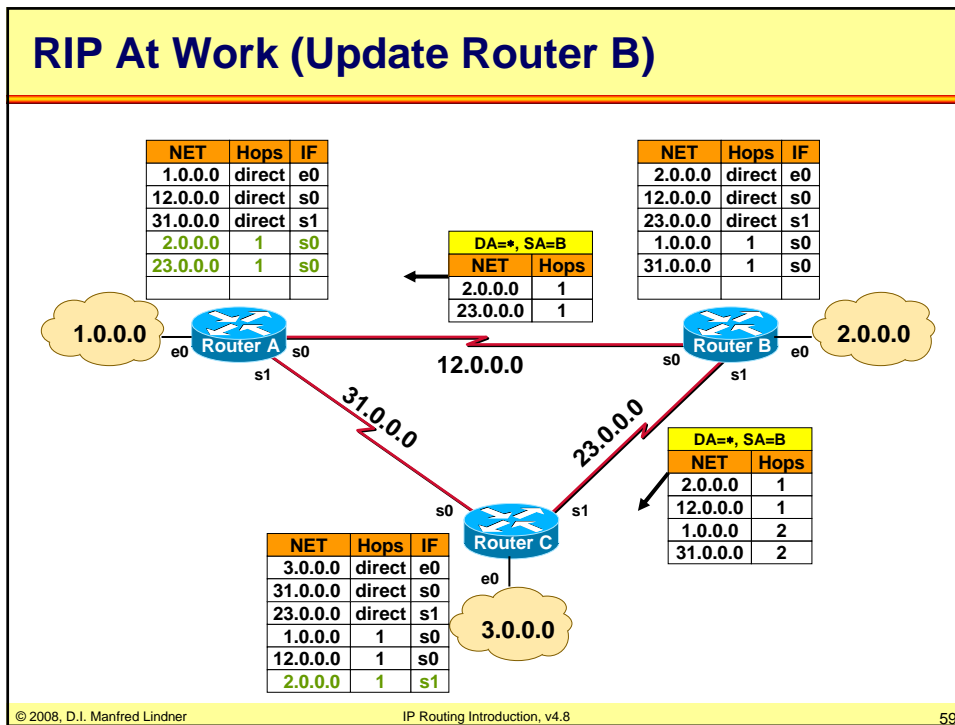 RIP At Work (Update Router B)
NET Hops IF
1.0.0.0 direct e0
12.0.0.0 direct s0
31.0.0.0 direct s1
2.0.0.0 1 s0
23.0.0.0 1 s0
NET Hops IF
2.0.0.0 direct e0
12.0.0.0 direct s0
23.0.0.0 direct s1
1.0.0.0 1 s0
31.0.0.0 1 s0
DA=*, SA=B
NET Hops
2.0.0.0 1
23.0.0.0 1
1.0.0.0
e0
Router A
s0
s1
12.0.0.0
s0
Router B
e0
s1
2.0.0.0
31.0.0.0
23.0.0.0
DA=*, SA=B
NET Hops
2.0.0.0 1
12.0.0.0 1
1.0.0.0 2
31.0.0.0 2
s0
s1
Router C
e0
3.0.0.0
NET Hops IF
3.0.0.0 direct e0
31.0.0.0 direct s0
23.0.0.0 direct s1
1.0.0.0 1 s0
12.0.0.0 1 s0
2.0.0.0 1 s1
© 2008, D.I. Manfred Lindner
IP Routing Introduction, v4.8
59